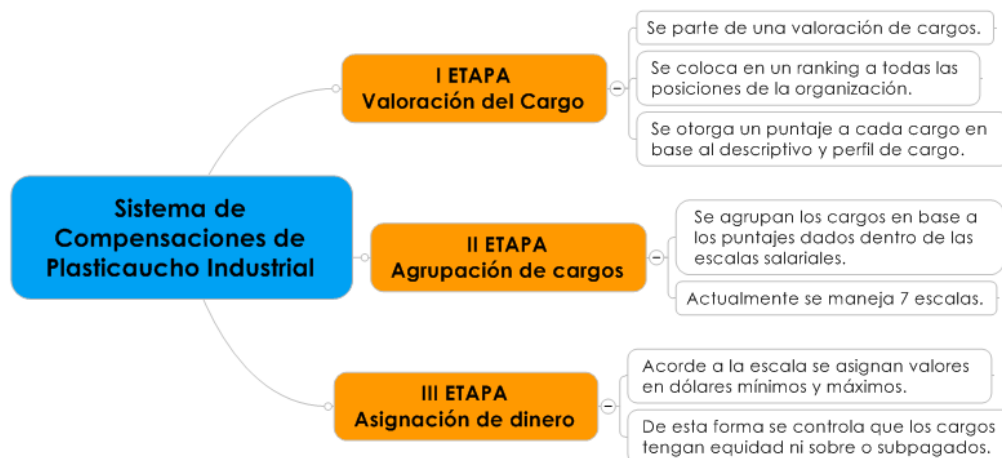 Sistema de
Compensaciones de
Plasticaucho Industrial
I ETAPA
Valoración del Cargo
Se parte de una valoración de cargos.
Se coloca en un ranking a todas las
posiciones de la organización.
Se otorga un puntaje a cada cargo en
base al descriptivo y perfil de cargo.
II ETAPA
Agrupación de cargos
Se agrupan los cargos en base a
los puntajes dados dentro de las
escalas salariales.
Actualmente se maneja 7 escalas.
III ETAPA
Asignación de dinero
Acorde a la escala se asignan valores
en dólares mínimos y máximos.
De esta forma se controla que los cargos
tengan equidad ni sobre o subpagados.